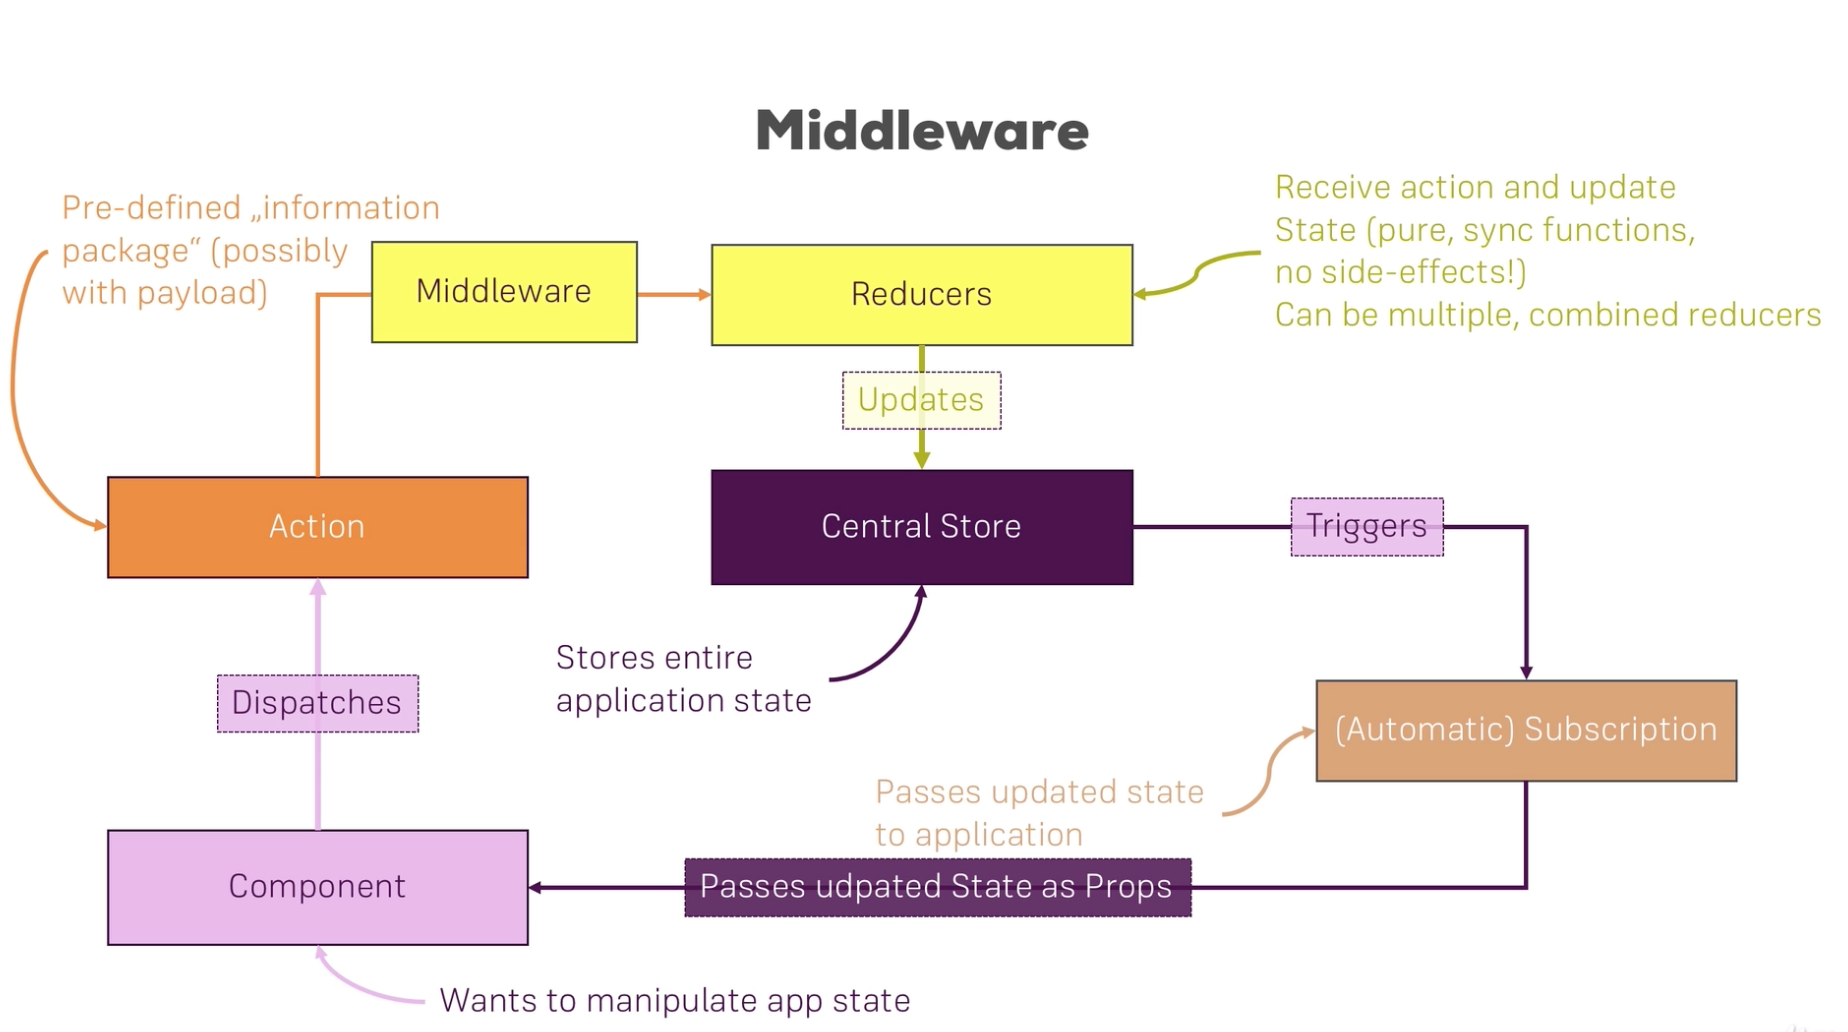 Middleware
Pre-defined „information
package“ (possibly
with payload)
Middleware
Reducers
Receive action and update
State (pure, sync functions,
no side-effects!)
Can be multiple, combined reducers
Updates
Action
Central Store
Triggers
Stores entire
application state
Dispatches
(Automatic) Subscription
Passes updated state
to application
Component
Passes udpated State as Props
Wants to manipulate app state